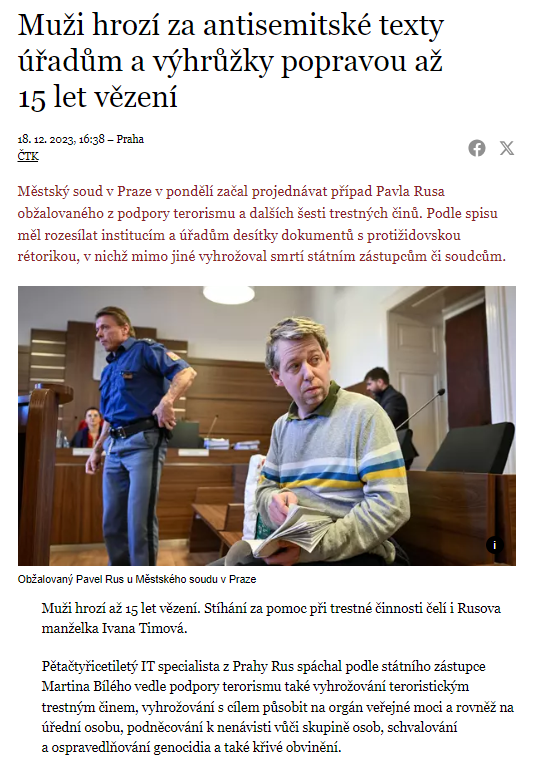 Muži hrozí za antisemitské texty
úřadům a výhrůžky popravou až
15 let vězení
18. 12. 2023, 16:38 – Praha
ČTK
Městský soud v Praze v pondělí začal projednávat případ Pavla Rusa
obžalovaného z podpory terorismu a dalších šesti trestných činů. Podle spisu
měl rozesílat institucím a úřadům desítky dokumentů s protižidovskou
rétorikou, v nichž mimo jiné vyhrožoval smrtí státním zástupcům či soudcům.
i
Obžalovaný Pavel Rus u Městského soudu v Praze
Muži hrozí až 15 let vězení. Stíhání za pomoc při trestné činnosti čelí i Rusova
manželka Ivana Timová.
Pětačtyřicetiletý IT specialista z Prahy Rus spáchal podle státního zástupce
Martina Bílého vedle podpory terorismu také vyhrožování teroristickým
trestným činem, vyhrožování s cílem působit na orgán veřejné moci a rovněž na
úřední osobu, podněcování k nenávisti vůči skupině osob, schvalování
a ospravedlňování genocidia a také křivé obvinění.